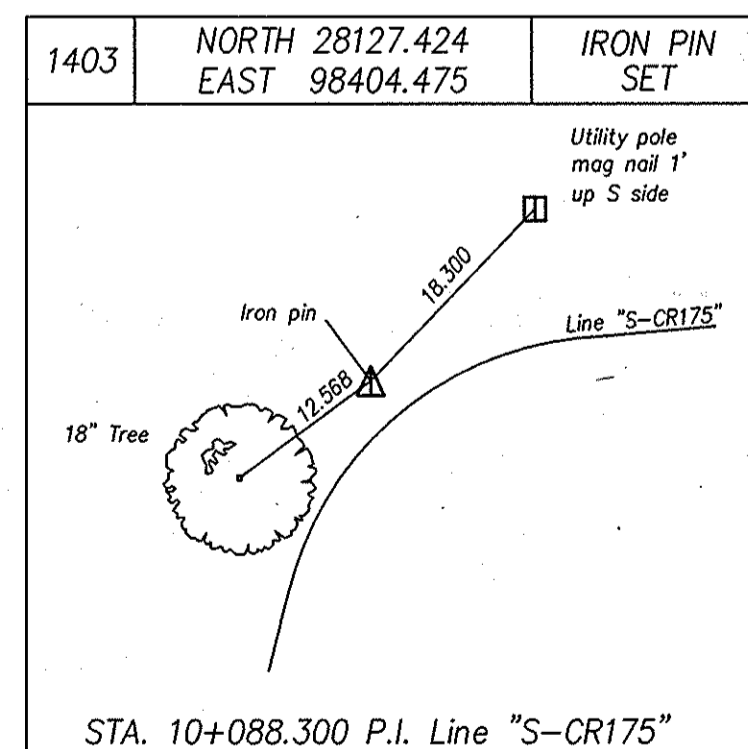 1403
NORTH 28127.424
EAST 98404.475
IRON PIN
SET
Utility pole
mag nail 1'
up S side
18.300
Iron pin
Line "S-CR175"
12.568
18" Tree
STA. 10+088.300 P.I. Line "S-CR175"